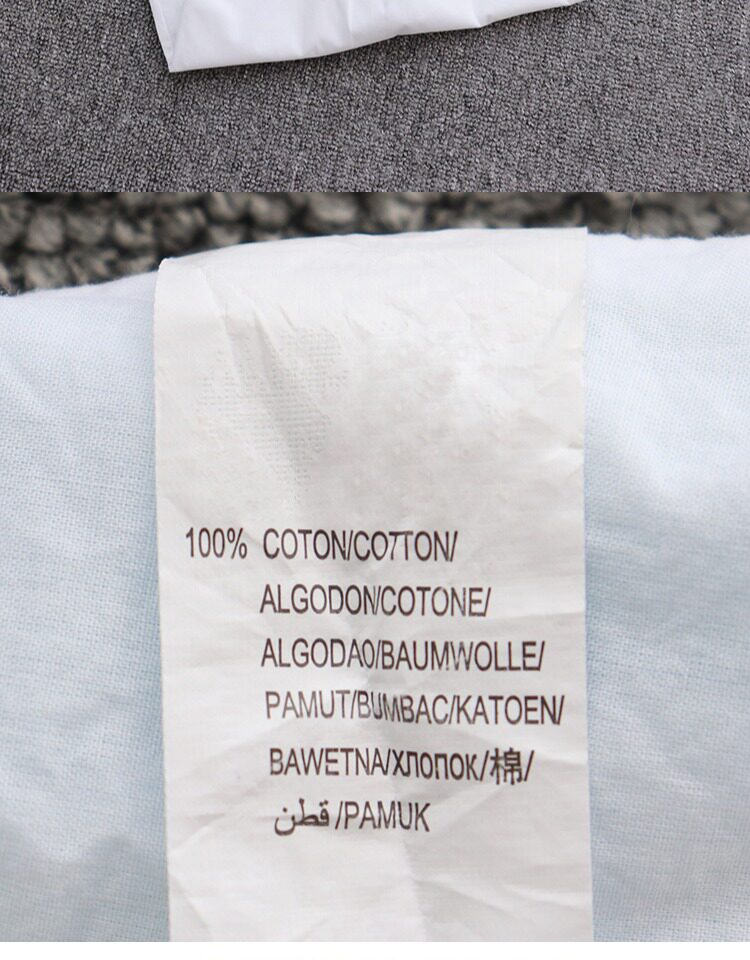 100% COTON/COTTON/
ALGODON/COTONE/
ALGODAO/BAUMWOLLE/
PAMUT/BUMBAC/KATOEN/
BAWETNA/ХЛОПОК/棉/
قطن/PAMUK